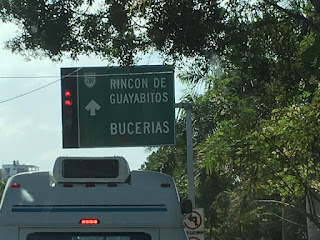 RINCON DE
GUAYABITOS
BUCERIAS